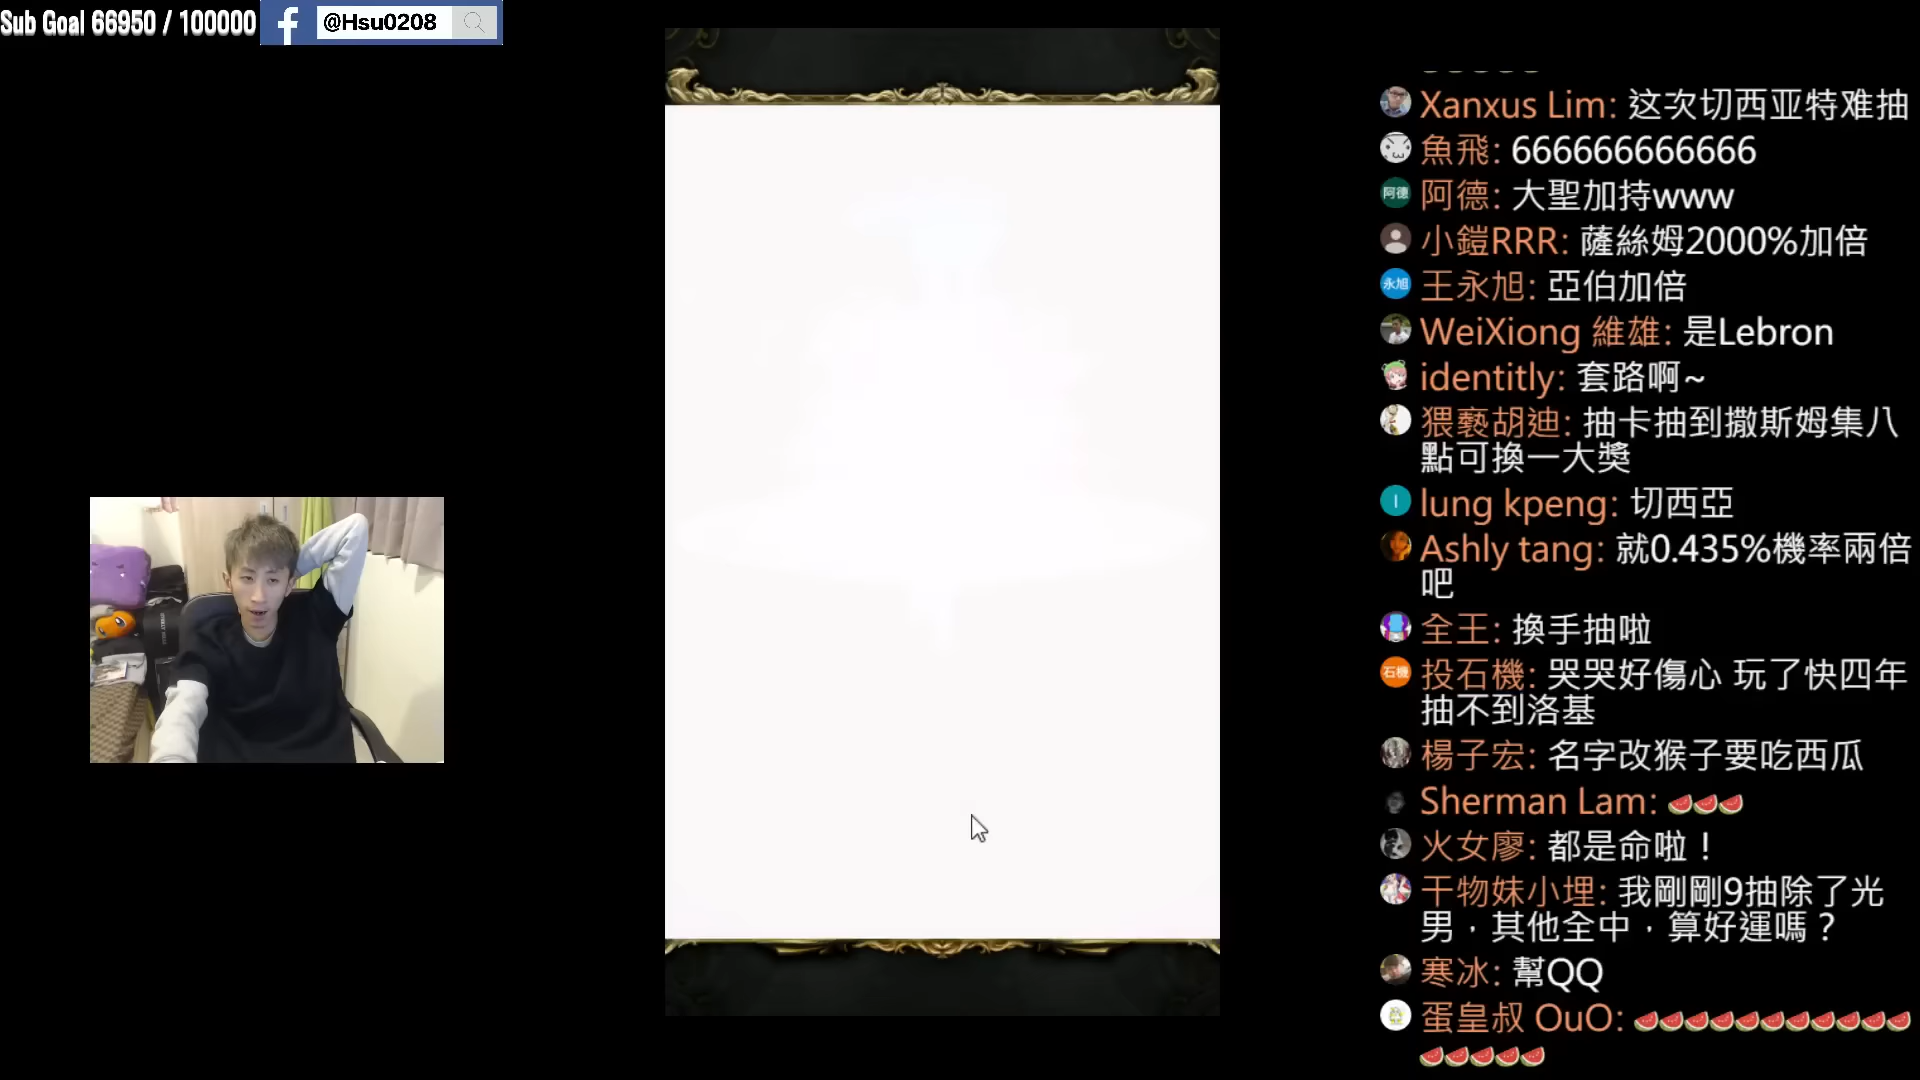 Sub Goal 66950 / 100000
f @Hsu0208
Xanxus Lim: 这次切西亚特难抽
魚飛: 666666666666
阿德 阿德: 大聖加持www
小鎧RRR: 薩絲姆2000%加倍
永旭 王永旭: 亞伯加倍
WeiXiong 維雄: 是Lebron
identitly: 套路啊~
猥褻胡迪: 抽卡抽到撒斯姆集八
點可換一大獎
l lung kpeng: 切西亞
Ashly tang: 就0.435%機率兩倍
吧
全王: 換手抽啦
石機 投石機: 哭哭好傷心 玩了快四年
抽不到洛基
楊子宏: 名字改猴子要吃西瓜
Sherman Lam: 🍉🍉🍉
火女廖: 都是命啦！
干物妹小埋: 我剛剛9抽除了光
男，其他全中，算好運嗎？
寒冰: 幫QQ
蛋皇叔 OuO: 🍉🍉🍉🍉🍉🍉🍉🍉🍉🍉🍉
🍉🍉🍉🍉🍉